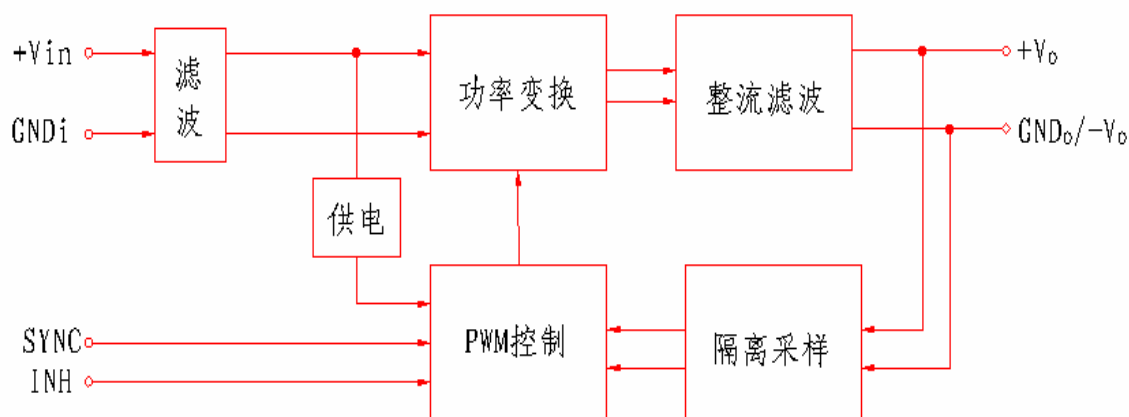 +Vin
GNDi
滤波
功率变换
整流滤波
+Vo
GNDo/-Vo
供电
SYNC
INH
PWM控制
隔离采样